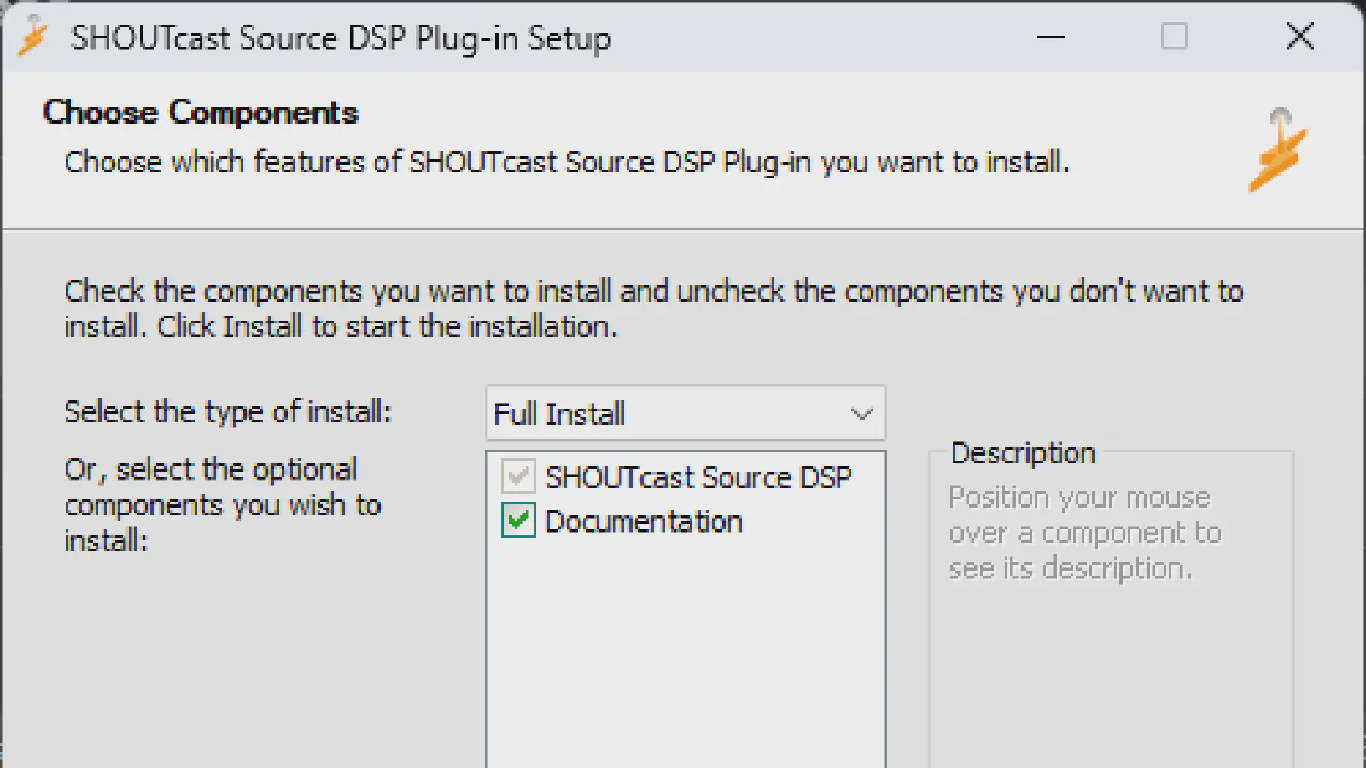 SHOUTcast Source DSP Plug-in Setup
Choose Components
Choose which features of SHOUTcast Source DSP Plug-in you want to install.
Check the components you want to install and uncheck the components you don't want to
install. Click Install to start the installation.
Select the type of install:
Full Install
Or, select the optional
components you wish to
install:
SHOUTcast Source DSP
Documentation
Description
Position your mouse
over a component to
see its description.